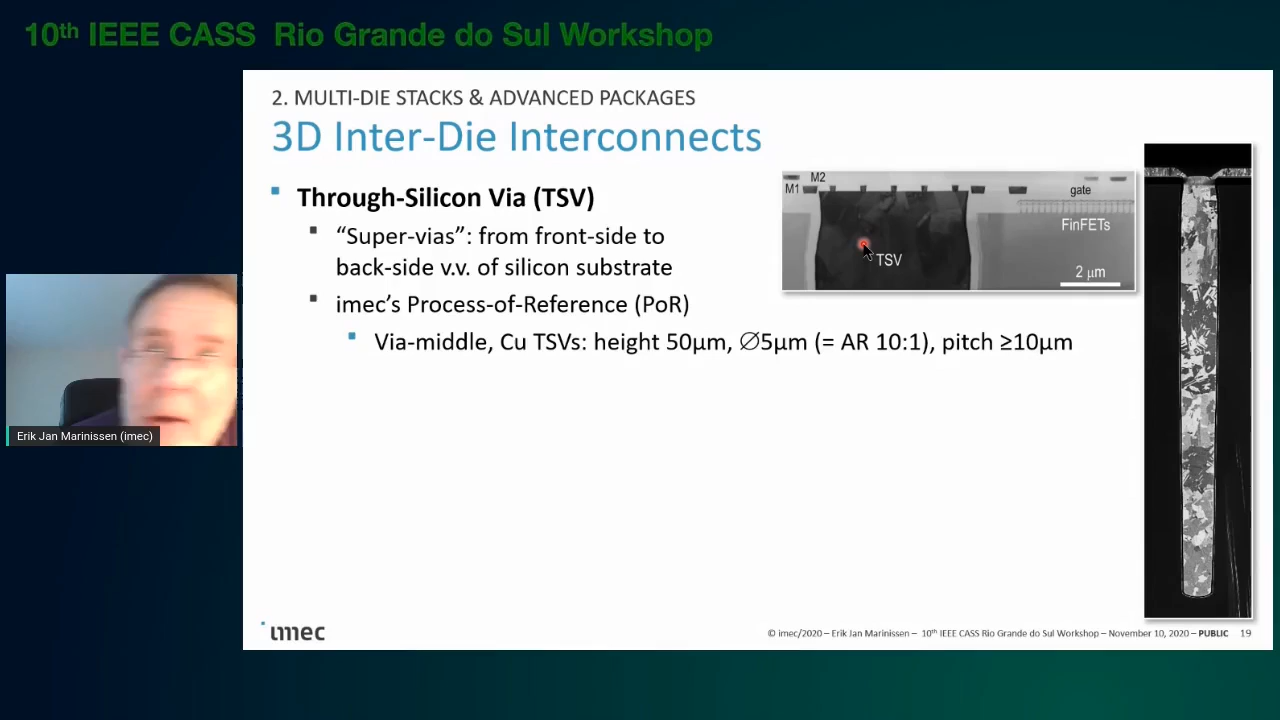 10th IEEE CASS Rio Grande do Sul Workshop
2. MULTI-DIE STACKS & ADVANCED PACKAGES
3D Inter-Die Interconnects
Through-Silicon Via (TSV)
“Super-vias”: from front-side to
back-side v.v. of silicon substrate
imec’s Process-of-Reference (PoR)
Via-middle, Cu TSVs: height 50µm, ∅5µm (= AR 10:1), pitch ≥10µm
M2
M1
gate
FinFETs
TSV
2 µm
Erik Jan Marinissen (imec)
imec
© imec/2020 – Erik Jan Marinissen – 10th IEEE CASS Rio Grande do Sul Workshop – November 10, 2020 – PUBLIC 19